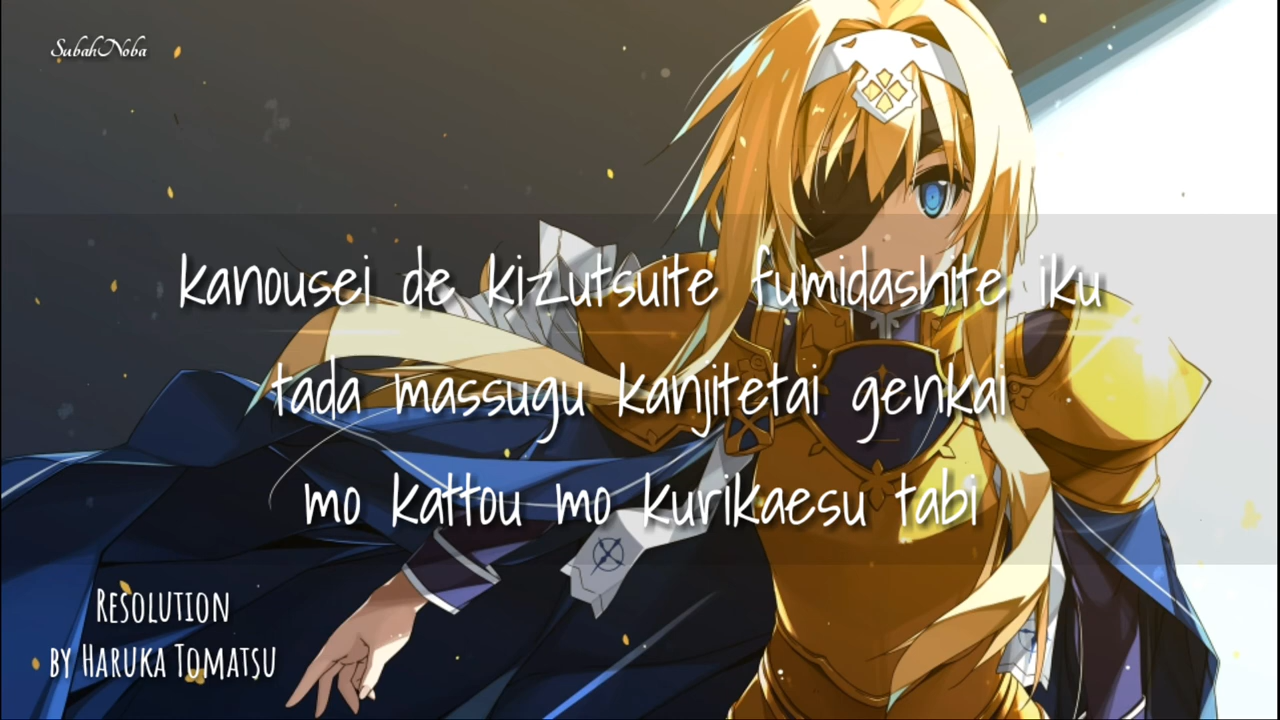 SubahNoba
kanousei de kizutsuite fumidashite iku
tada massugu kanjitetai genkai
mo kattou mo kurikaesu tabi
Resolution
by Haruka Tomatsu